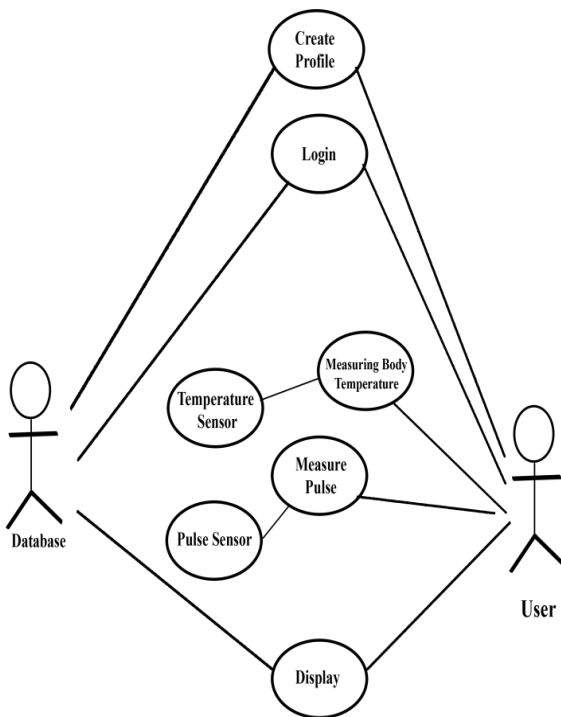 Create
Profile
Login
Measuring Body
Temperature
Temperature
Sensor
Measure
Pulse
Pulse Sensor
Database
User
Display